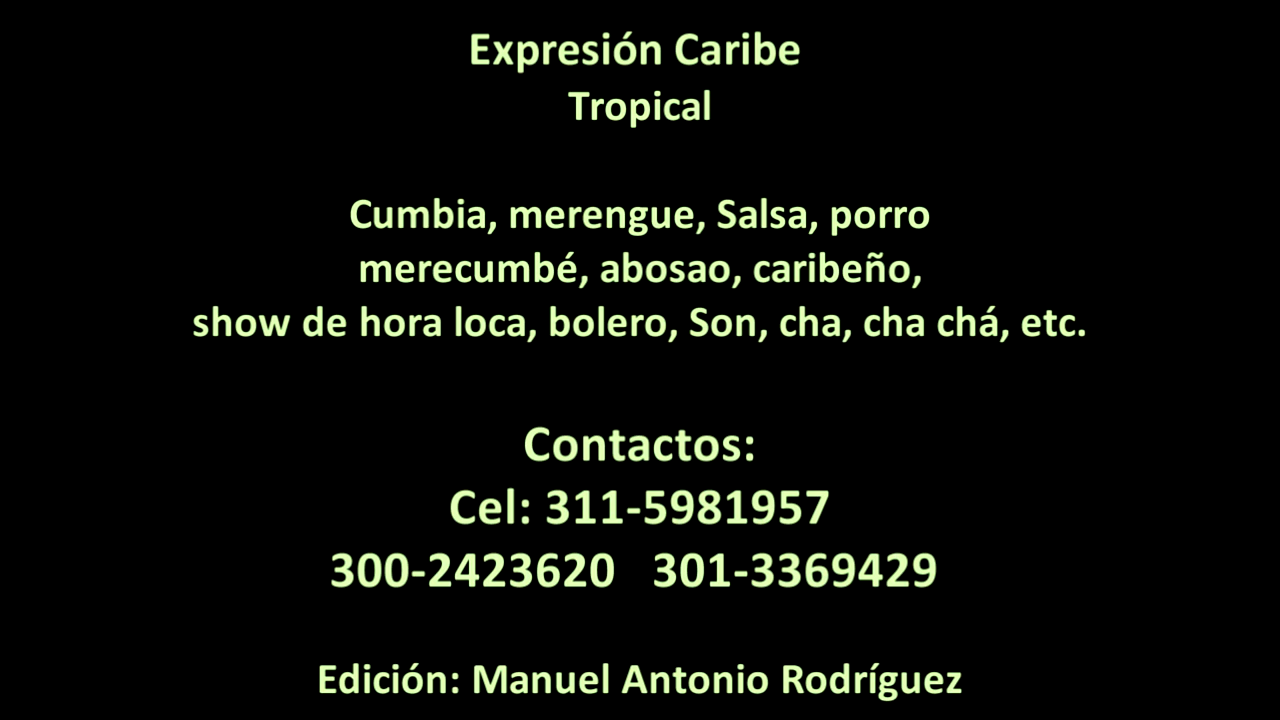 Expresión Caribe
Tropical
Cumbia, merengue, Salsa, porro
merecumbé, abosao, caribeño,
show de hora loca, bolero, Son, cha, cha chá, etc.
Contactos:
Cel: 311-5981957
300-2423620   301-3369429
Edición: Manuel Antonio Rodríguez